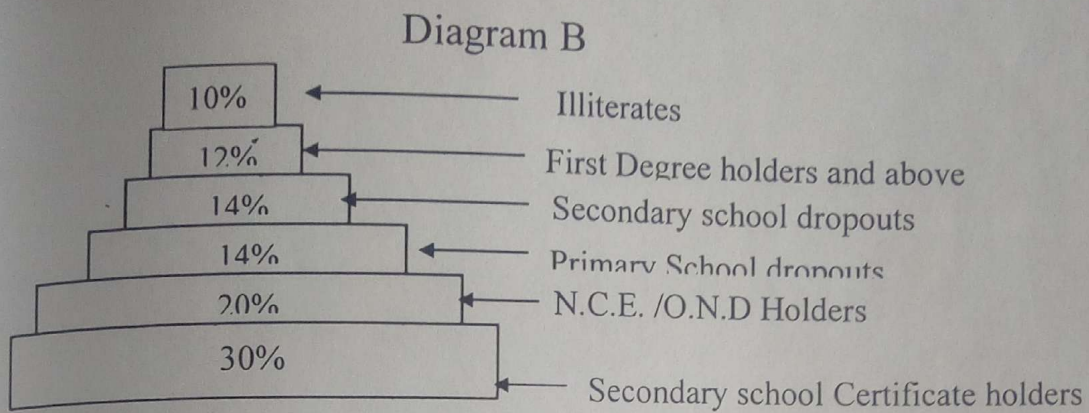 Diagram B
10% Illiterates
12% First Degree holders and above
14% Secondary school dropouts
14% Primary School dropouts
20% N.C.E. /O.N.D Holders
30% Secondary school Certificate holders